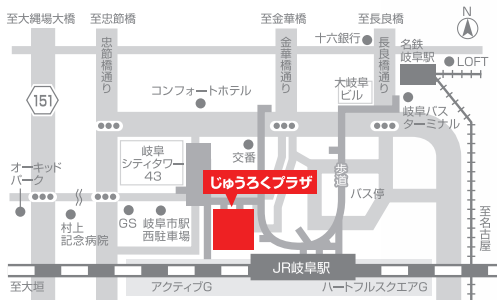 至大縄場大橋
至忠節橋
至金華橋
至長良橋
N
十六銀行
名鉄
岐阜駅
LOFT
忠節橋通り
金華橋通り
長良橋通り
コンフォートホテル
大岐阜
ビル
151
岐阜バス
ターミナル
岐阜
シティタワー
43
交番
オーキッド
パーク
じゅうろくプラザ
歩道
バス停
村上
記念病院
GS
岐阜市駅
西駐車場
至名古屋
JR岐阜駅
至大垣
アクティブG
ハートフルスクエアG